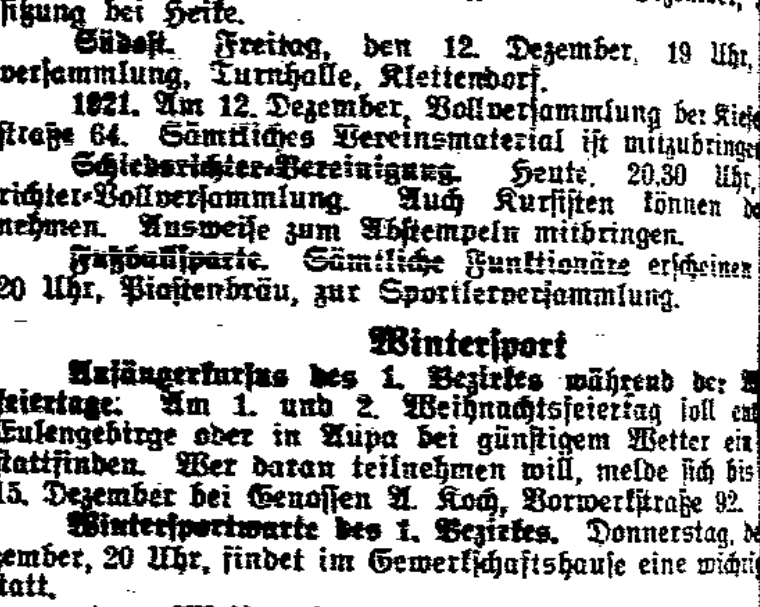 sitzung bei Heike.
Südost. Freitag, den 12. Dezember, 19 Uhr,
versammlung, Turnhalle, Klettendorf.
1921. Am 12. Dezember, Vollversammlung bei
straße 64. Sämtliches Vereinsmaterial ist mitzubringen
Schiedsrichter-Vereinigung. Heute, 20,30 Uhr,
richter-Vollversammlung. Auch Kursisten können
nehmen. Ausweise zum Abstempeln mitbringen.
Fußballsparte. Sämtliche Funktionäre erscheinen
20 Uhr, Piastenbräu, zur Sportlerversammlung.
Wintersport
Anfängerkursus des 1. Bezirkes während der
feiertage: Am 1. und 2. Weihnachtsfeiertag soll
Eulengebirge oder in Aupa bei günstigem Wetter ein
stattfinden. Wer daran teilnehmen will, melde sich bis
15. Dezember bei Genossen A. Koch, Vorwerkstraße 92.
Wintersportwarte des 1. Bezirkes. Donnerstag,
zember, 20 Uhr, findet im Gewerkschaftshause eine
statt.